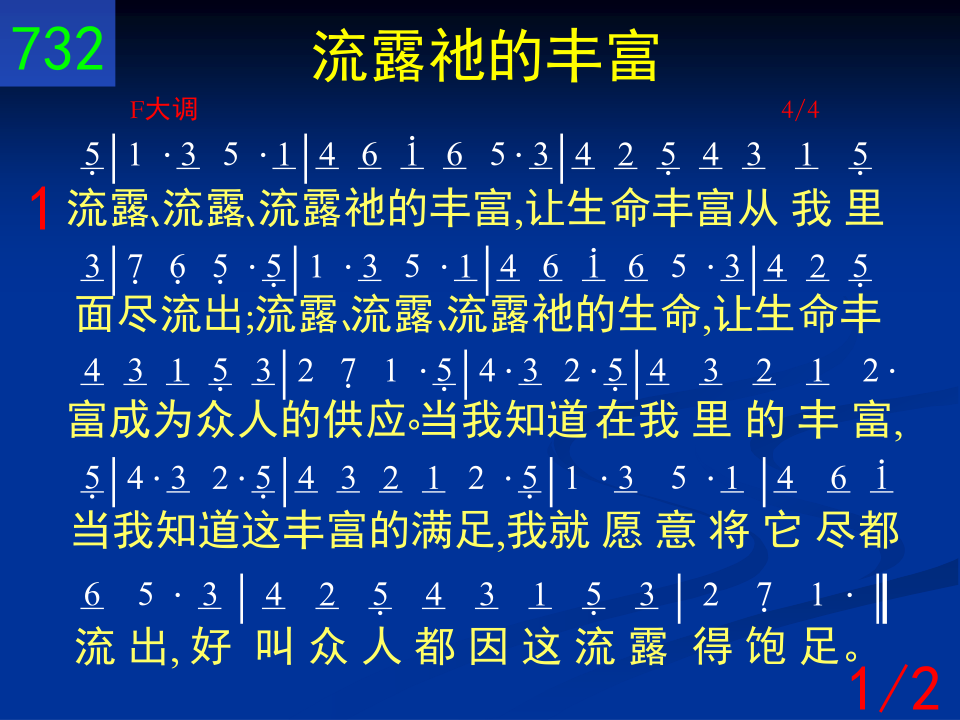 732
流露祂的丰富
F大调 4/4
5̣ | 1 · 3 5 · 1 | 4 6 i 6 5 · 3 | 4 2 5̣ 4 3 1 5̣
1 流露、流露、流露祂的丰富,让生命丰富从我里
3 | 7̣ 6̣ 5̣ · 5̣ | 1 · 3 5 · 1 | 4 6 i 6 5 · 3 | 4 2 5̣
面尽流出;流露、流露、流露祂的生命,让生命丰
4 3 1 5̣ 3 | 2 7̣ 1 · 5̣ | 4 · 3 2 · 5̣ | 4 3 2 1 2 ·
富成为众人的供应。当我知道在我里的丰富,
5̣ | 4 · 3 2 · 5̣ | 4 3 2 1 2 · 5̣ | 1 · 3 5 · 1 | 4 6 i
当我知道这丰富的满足,我就愿意将它尽都
6 5 · 3 | 4 2 5̣ 4 3 1 5̣ 3 | 2 7̣ 1 · ‖
流出,好叫众人都因这流露得饱足。
1/2